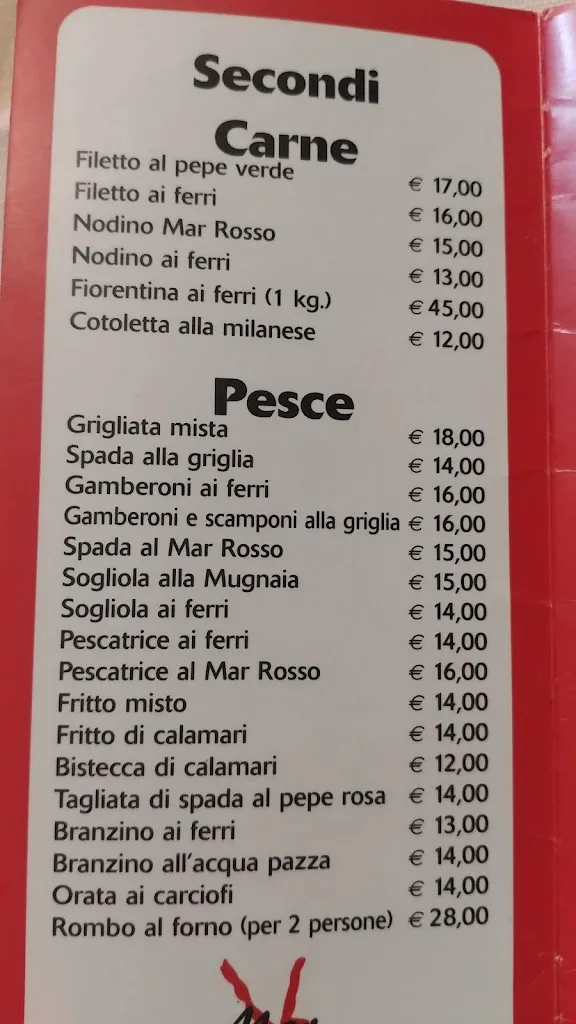 Secondi
Carne
Filetto al pepe verde € 17,00
Filetto ai ferri € 16,00
Nodino Mar Rosso € 15,00
Nodino ai ferri € 13,00
Fiorentina ai ferri (1 kg.) € 45,00
Cotoletta alla milanese € 12,00
Pesce
Grigliata mista € 18,00
Spada alla griglia € 14,00
Gamberoni ai ferri € 16,00
Gamberoni e scamponi alla griglia € 16,00
Spada al Mar Rosso € 15,00
Sogliola alla Mugnaia € 15,00
Sogliola ai ferri € 14,00
Pescatrice ai ferri € 14,00
Pescatrice al Mar Rosso € 16,00
Fritto misto € 14,00
Fritto di calamari € 14,00
Bistecca di calamari € 12,00
Tagliata di spada al pepe rosa € 14,00
Branzino ai ferri € 13,00
Branzino all'acqua pazza € 14,00
Orata ai carciofi € 14,00
Rombo al forno (per 2 persone) € 28,00